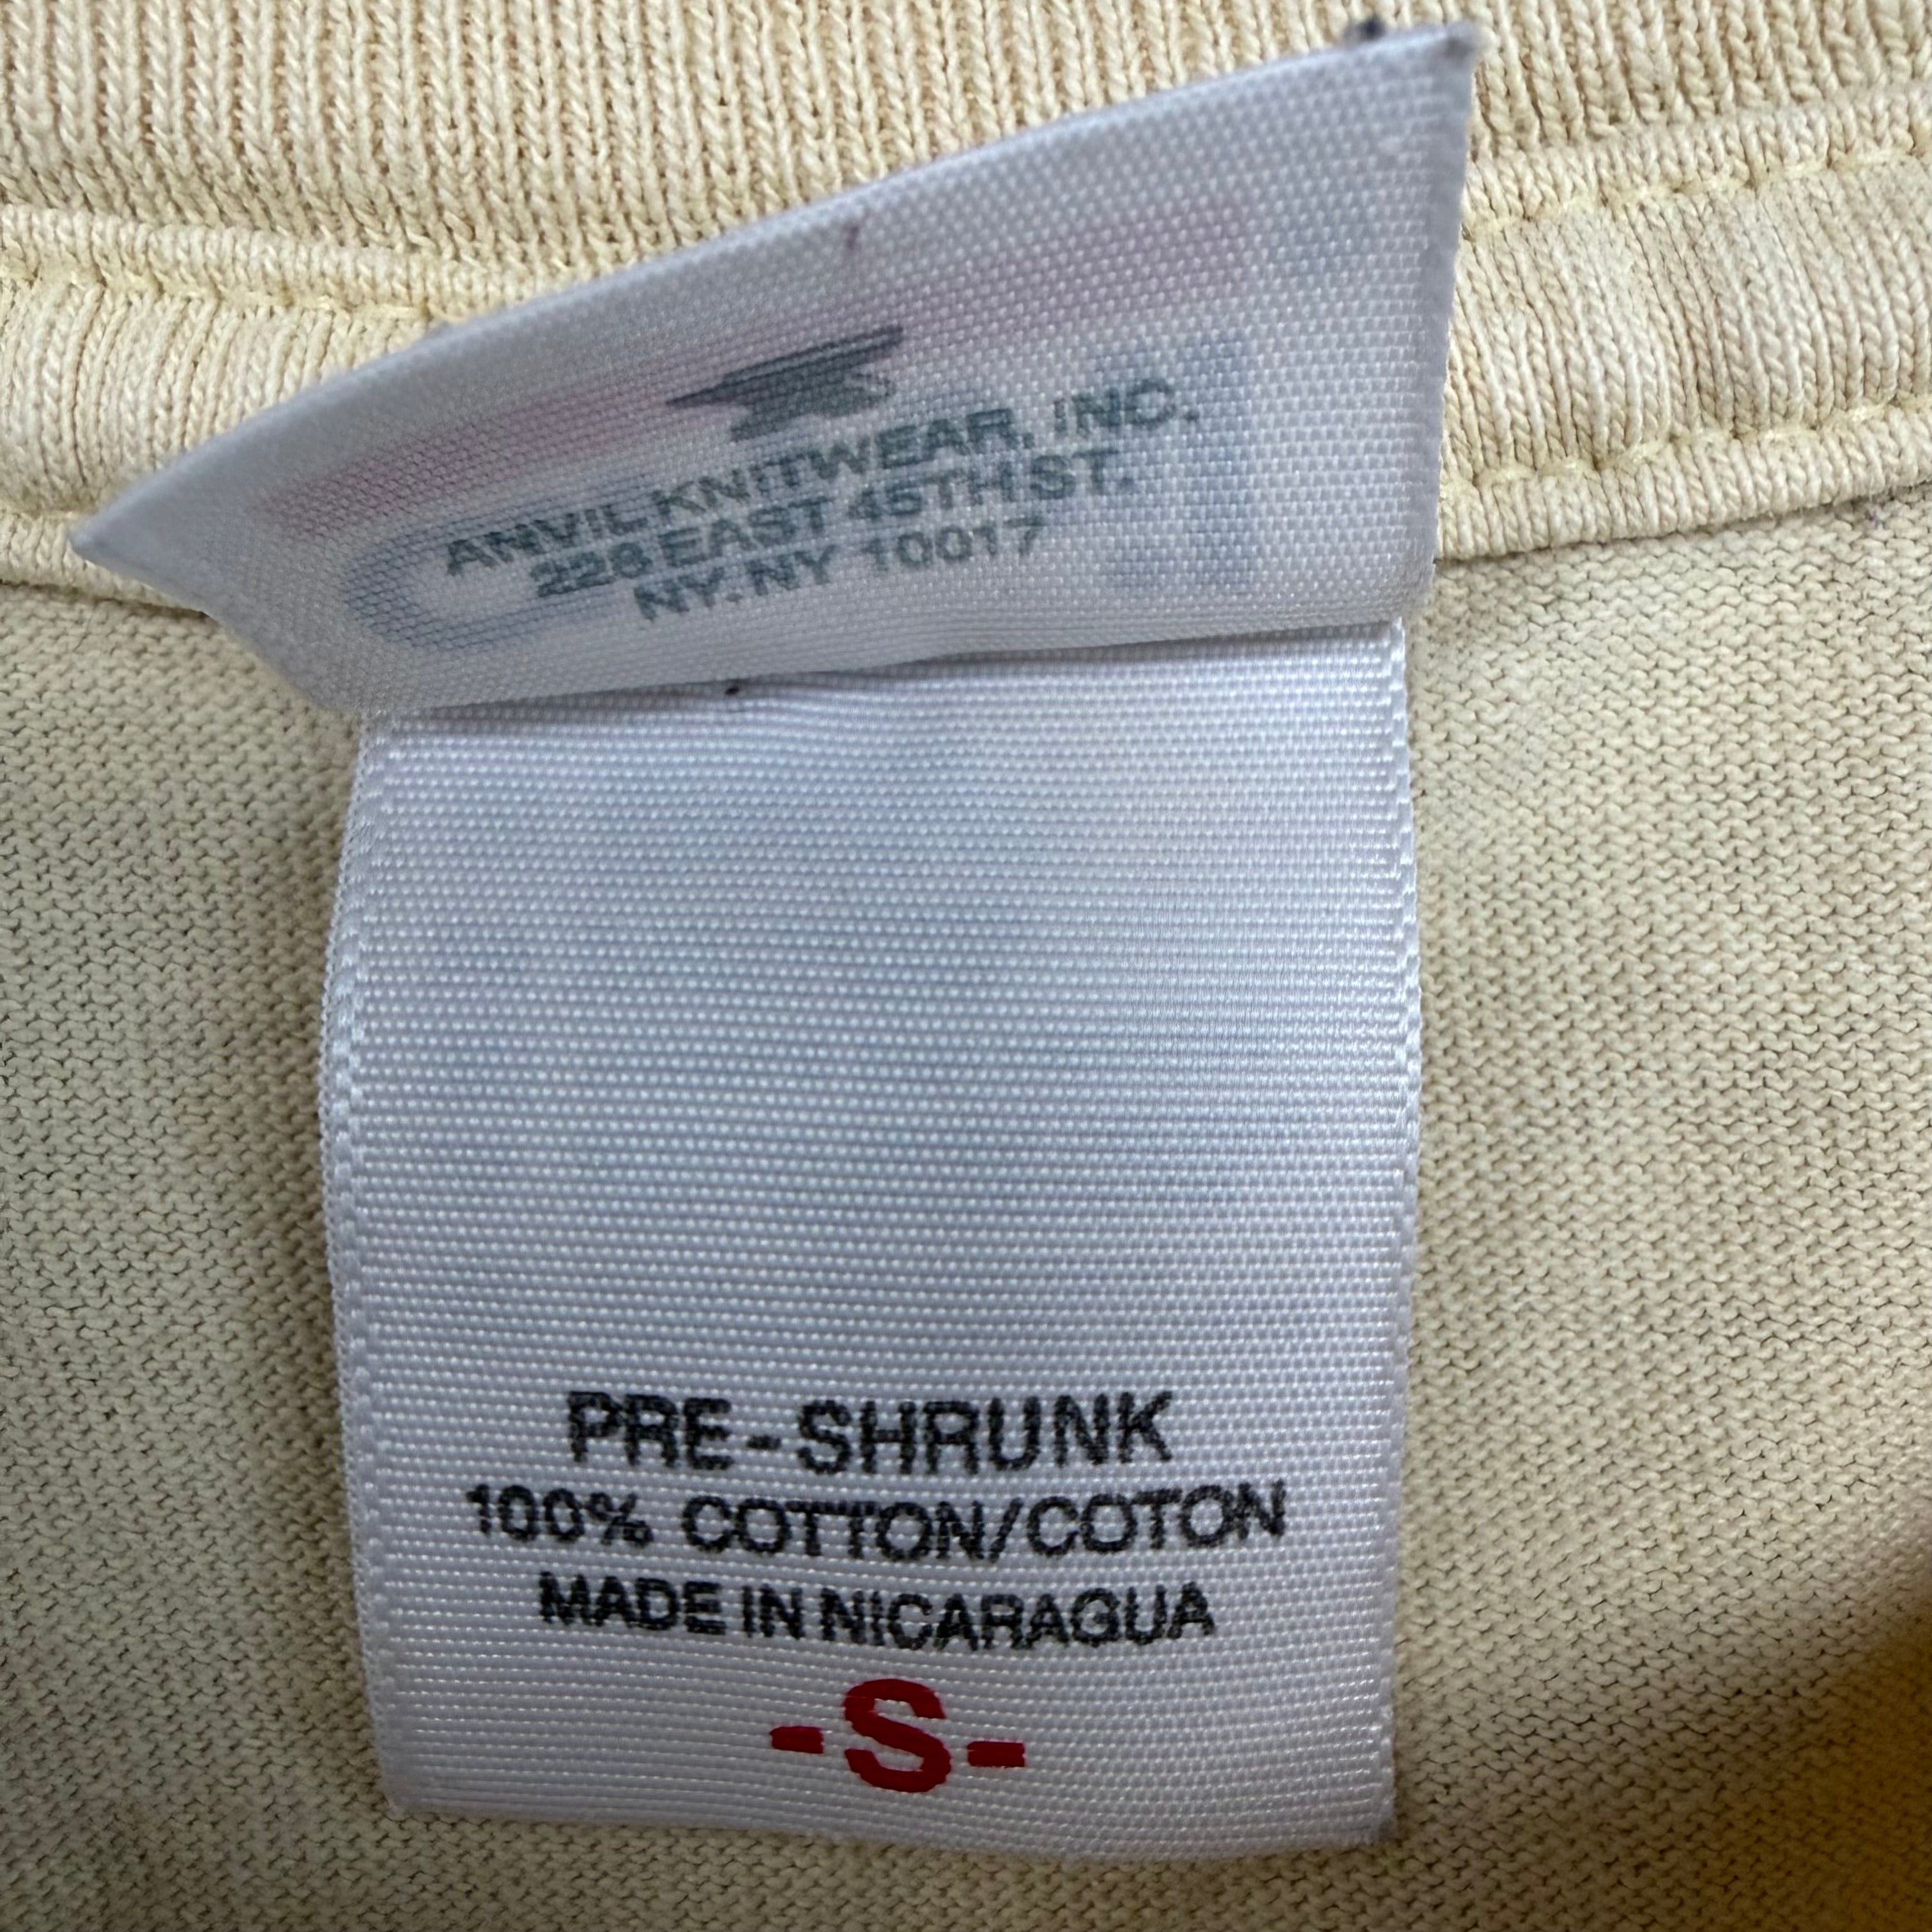 ANVIL KNITWEAR, INC.
228 EAST 45TH ST.
NY. NY 10017
PRE-SHRUNK
100% COTTON/COTON
MADE IN NICARAGUA
-S-